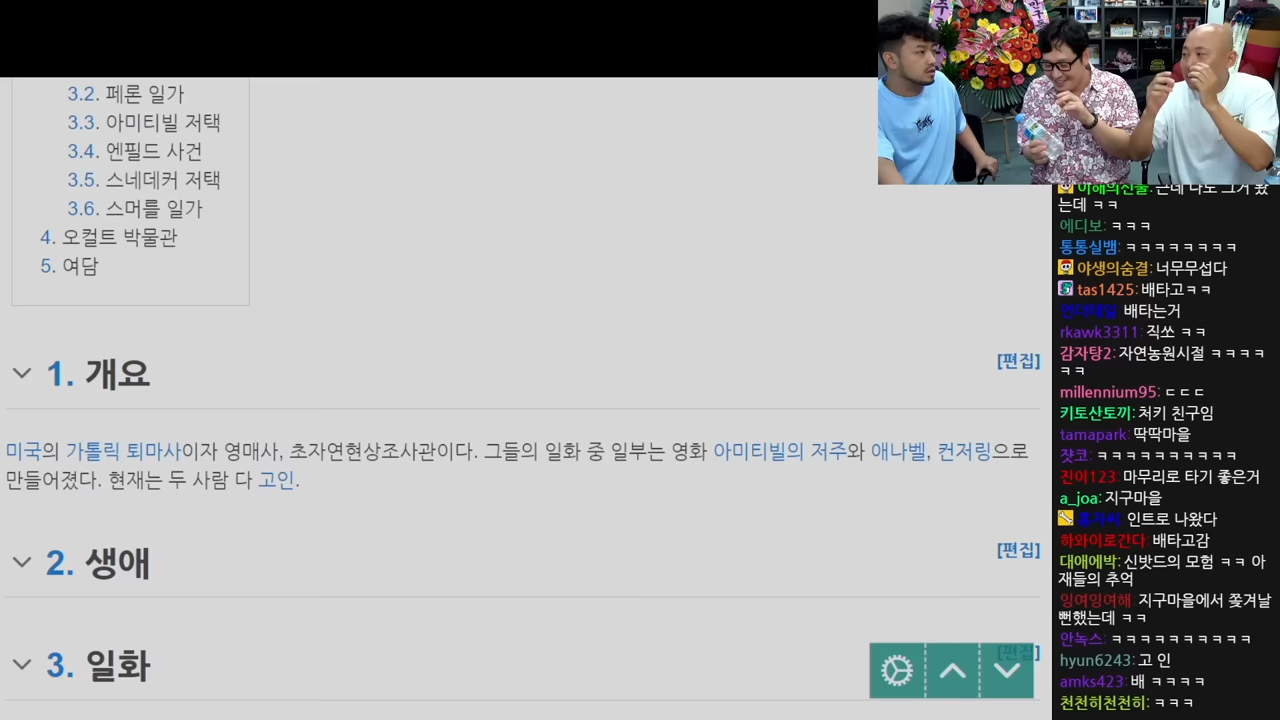 3.2. 페론 일가
3.3. 아미티빌 저택
3.4. 엔필드 사건
3.5. 스네데커 저택
3.6. 스머를 일가
4. 오컬트 박물관
5. 여담
1. 개요
[편집]
미국의 가톨릭 퇴마사이자 영매사, 초자연현상조사관이다. 그들의 일화 중 일부는 영화 아미티빌의 저주와 애나벨, 컨저링으로
만들어졌다. 현재는 두 사람 다 고인.
2. 생애
[편집]
3. 일화
[편집]
는데 ㅋㅋ
에디보: ㅋㅋㅋ
통통실뱀: ㅋㅋㅋㅋㅋㅋㅋㅋ
야생의숨결: 너무무섭다
tas1425: 배타고ㅋㅋ
배타는거
rkawk3311: 직쏘 ㅋㅋ
감자탕2: 자연농원시절 ㅋㅋㅋㅋ
ㅋㅋ
millennium95: ㄷㄷㄷ
키토산토끼: 처키 친구임
tamapark: 딱딱마을
쟛코: ㅋㅋㅋㅋㅋㅋㅋㅋㅋㅋ
진이123: 마무리로 타기 좋은거
a_joa: 지구마을
인트로 나왔다
하와이로간다: 배타고감
대애에박: 신밧드의 모험 ㅋㅋ 아
재들의 추억
잉여잉여해: 지구마을에서 쫓겨날
뻔했는데 ㅋㅋ
안녹스: ㅋㅋㅋㅋㅋㅋㅋㅋㅋㅋ
hyun6243: 고 인
amks423: 배 ㅋㅋㅋㅋ
천천히천천히: ㅋㅋㅋ